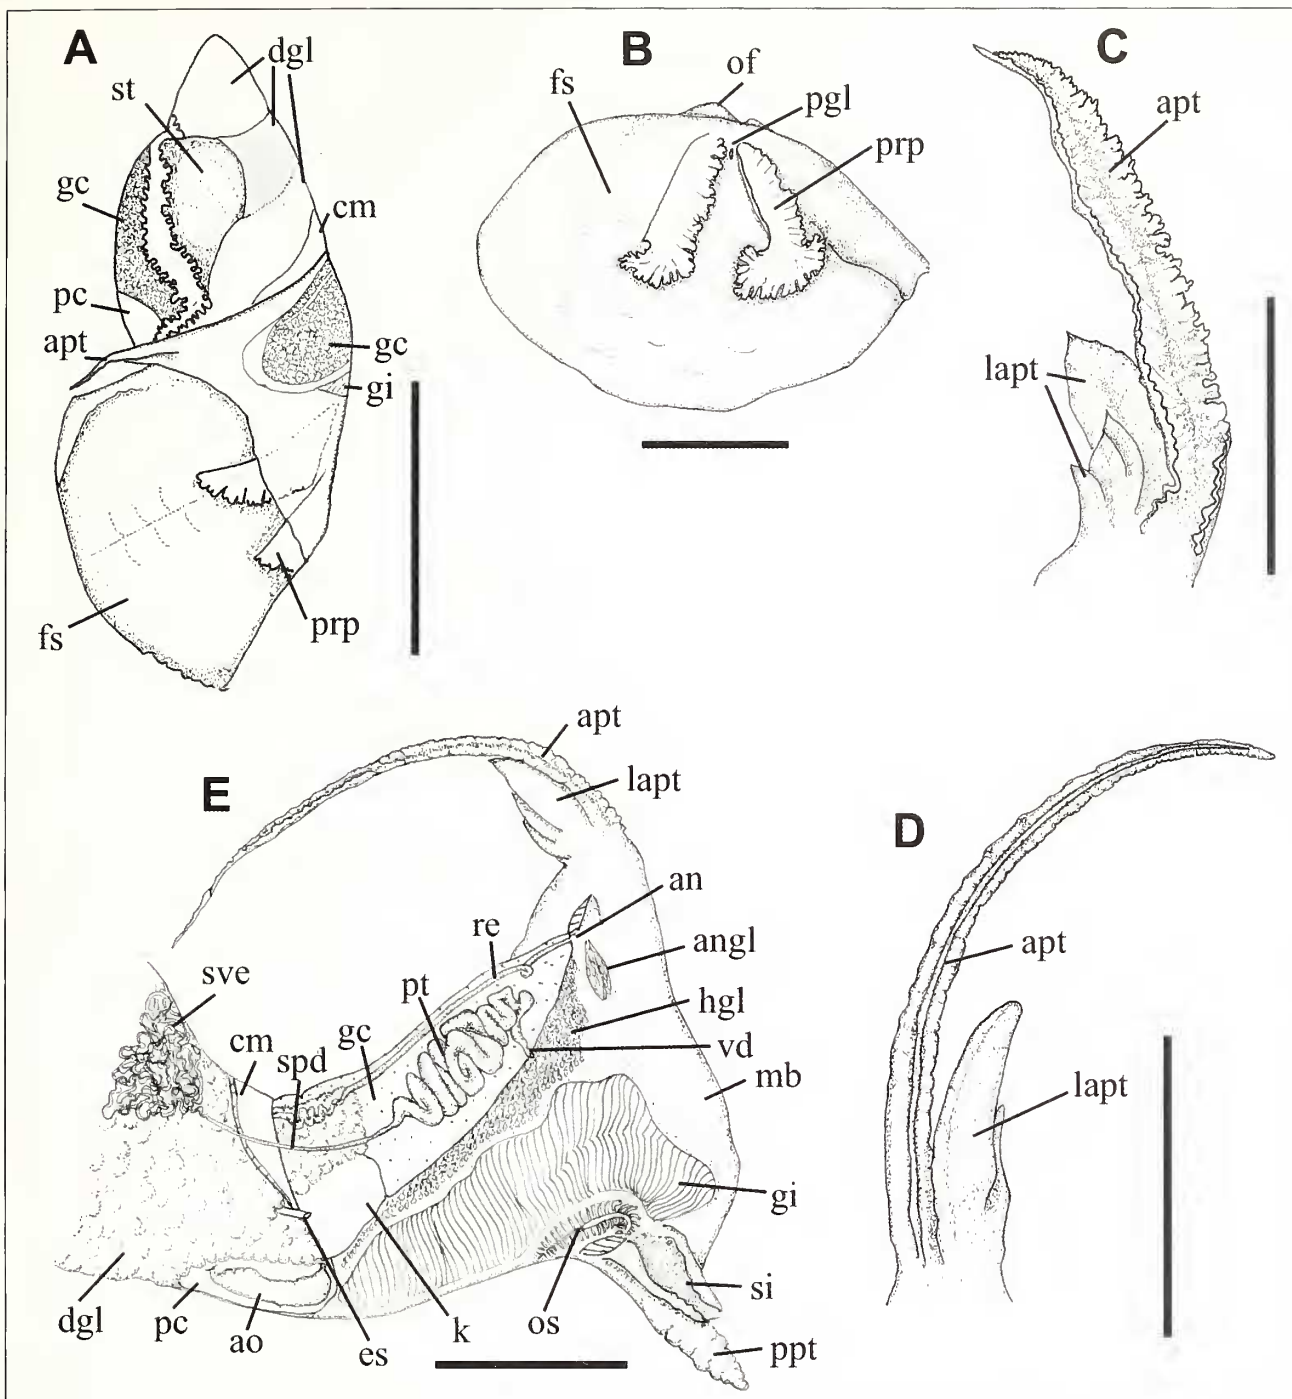 A
dgl
st
gc
cm
pc
apt
gc
gi
fs
prp
B
of
fs
pgl
prp
C
apt
lapt
E
apt
lapt
an
re
angl
sve
pt
hgl
cm
spd
gc
vd
mb
gi
si
dgl
pc
ao
es
k
os
ppt
D
apt
lapt